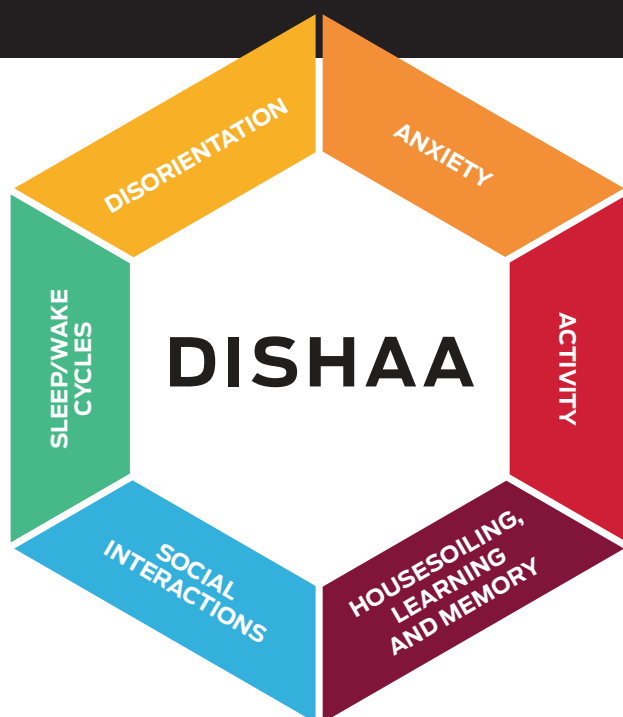 DISORIENTATION
ANXIETY
SLEEP/WAKE
CYCLES
DISHAA
ACTIVITY
SOCIAL
INTERACTIONS
HOUSESOILING,
LEARNING
AND MEMORY